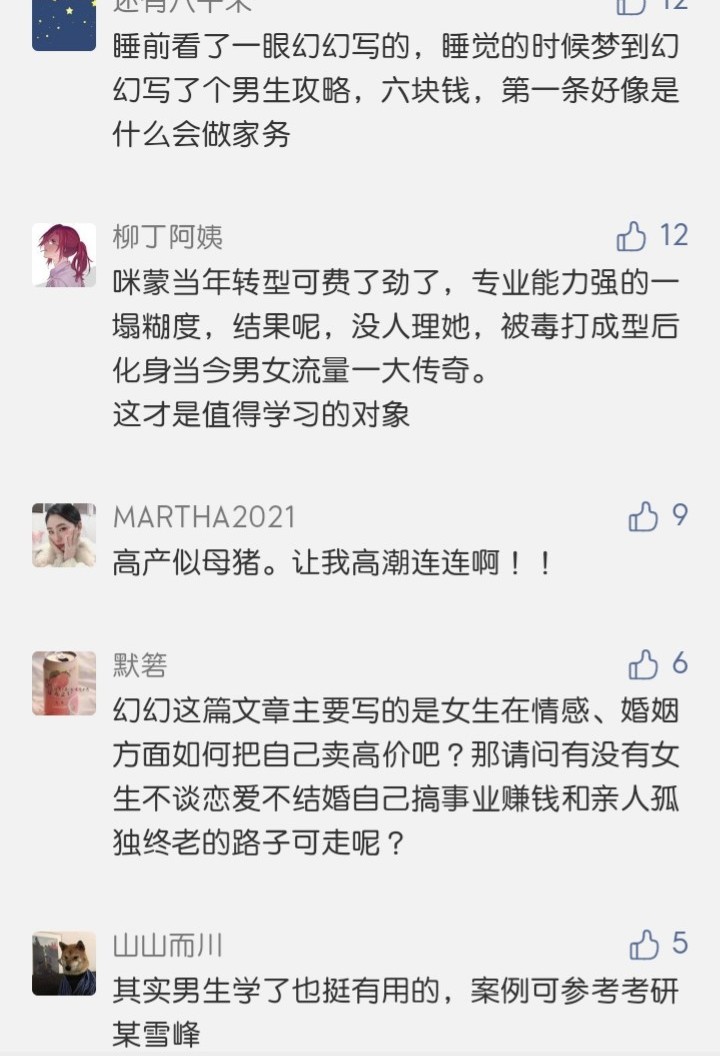 12
睡前看了一眼幻幻写的，睡觉的时候梦到幻
幻写了个男生攻略，六块钱，第一条好像是
什么会做家务
柳丁阿姨 12
咪蒙当年转型可费了劲了，专业能力强的一
塌糊度，结果呢，没人理她，被毒打成型后
化身当今男女流量一大传奇。
这才是值得学习的对象
MARTHA2021 9
高产似母猪。让我高潮连连啊！！
默箬 6
幻幻这篇文章主要写的是女生在情感、婚姻
方面如何把自己卖高价吧？那请问有没有女
生不谈恋爱不结婚自己搞事业赚钱和亲人孤
独终老的路子可走呢？
山山而川 5
其实男生学了也挺有用的，案例可参考考研
某雪峰